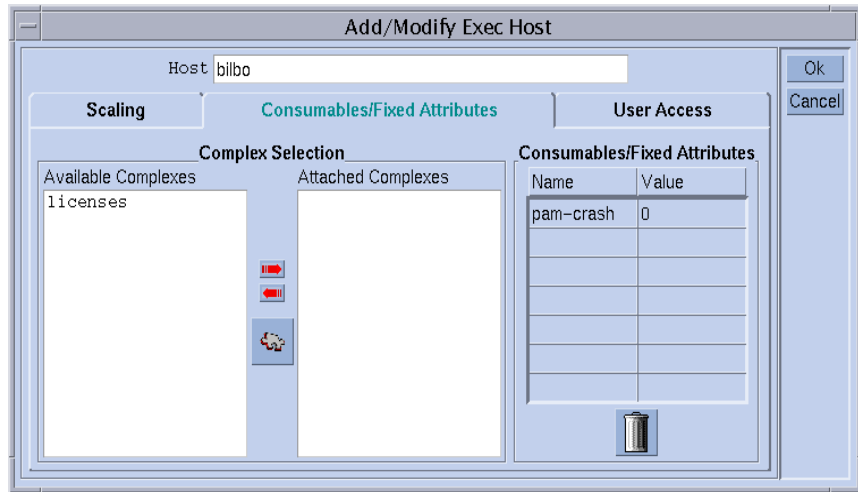 Add/Modify Exec Host
Host bilbo
Ok
Cancel
Scaling Consumables/Fixed Attributes User Access
Complex Selection
Available Complexes Attached Complexes
licenses
Consumables/Fixed Attributes
Name Value
pam-crash 0